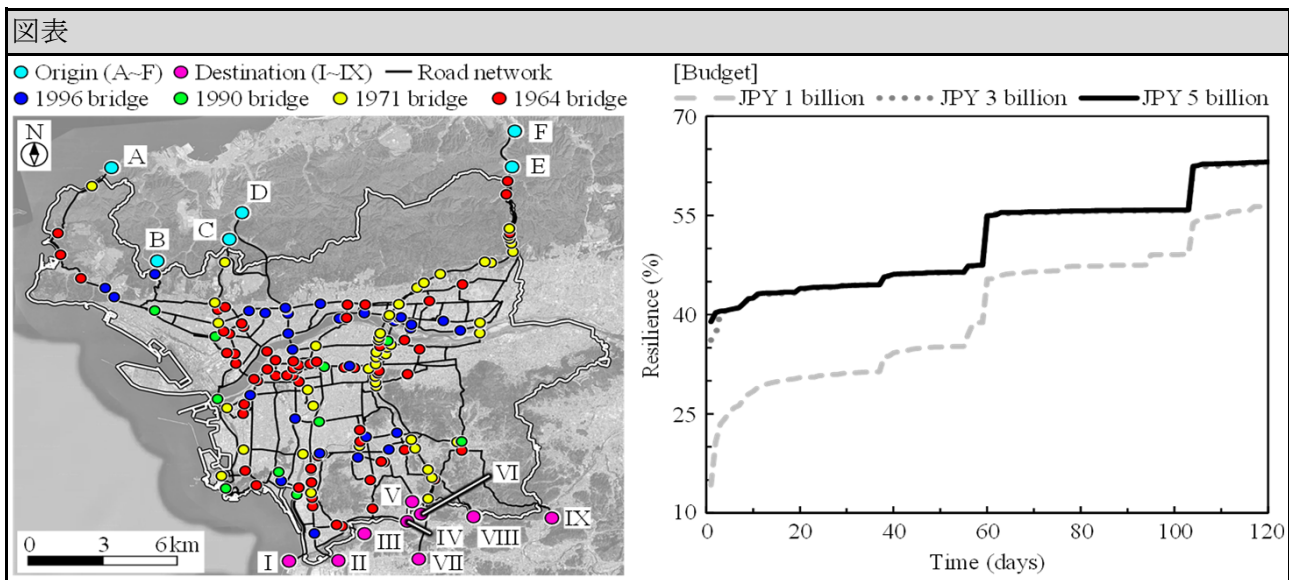 図表
Origin (A~F) Destination (I~IX) Road network
1996 bridge 1990 bridge 1971 bridge 1964 bridge
N
A
B
C
D
E
F
I
II
III
IV
V
VI
VII
VIII
IX
0 3 6 km
[Budget]
JPY 1 billion JPY 3 billion JPY 5 billion
Resilience (%)
70
55
40
25
10
0 20 40 60 80 100 120
Time (days)